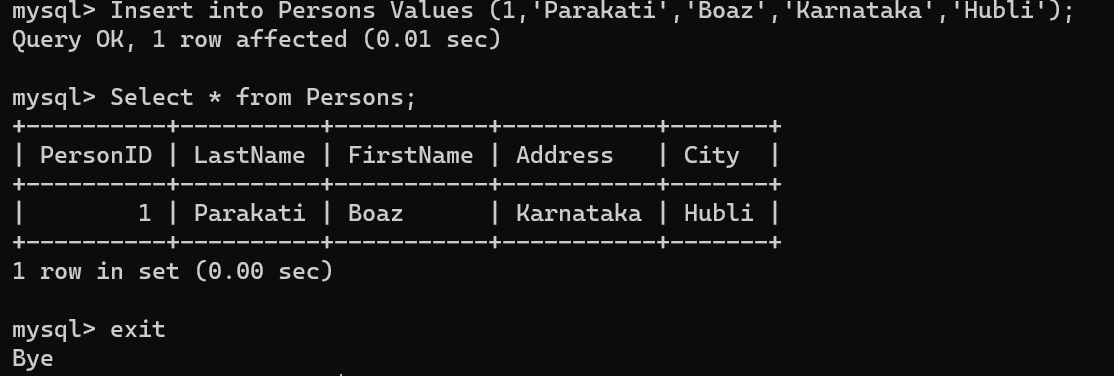 mysql> Insert into Persons Values (1,'Parakati','Boaz','Karnataka','Hubli');
Query OK, 1 row affected (0.01 sec)

mysql> Select * from Persons;
+----------+----------+-----------+-----------+-------+
| PersonID | LastName | FirstName | Address   | City  |
+----------+----------+-----------+-----------+-------+
|        1 | Parakati | Boaz      | Karnataka | Hubli |
+----------+----------+-----------+-----------+-------+
1 row in set (0.00 sec)

mysql> exit
Bye